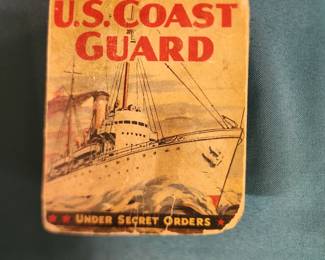 U.S. COAST
GUARD
UNDER SECRET ORDERS